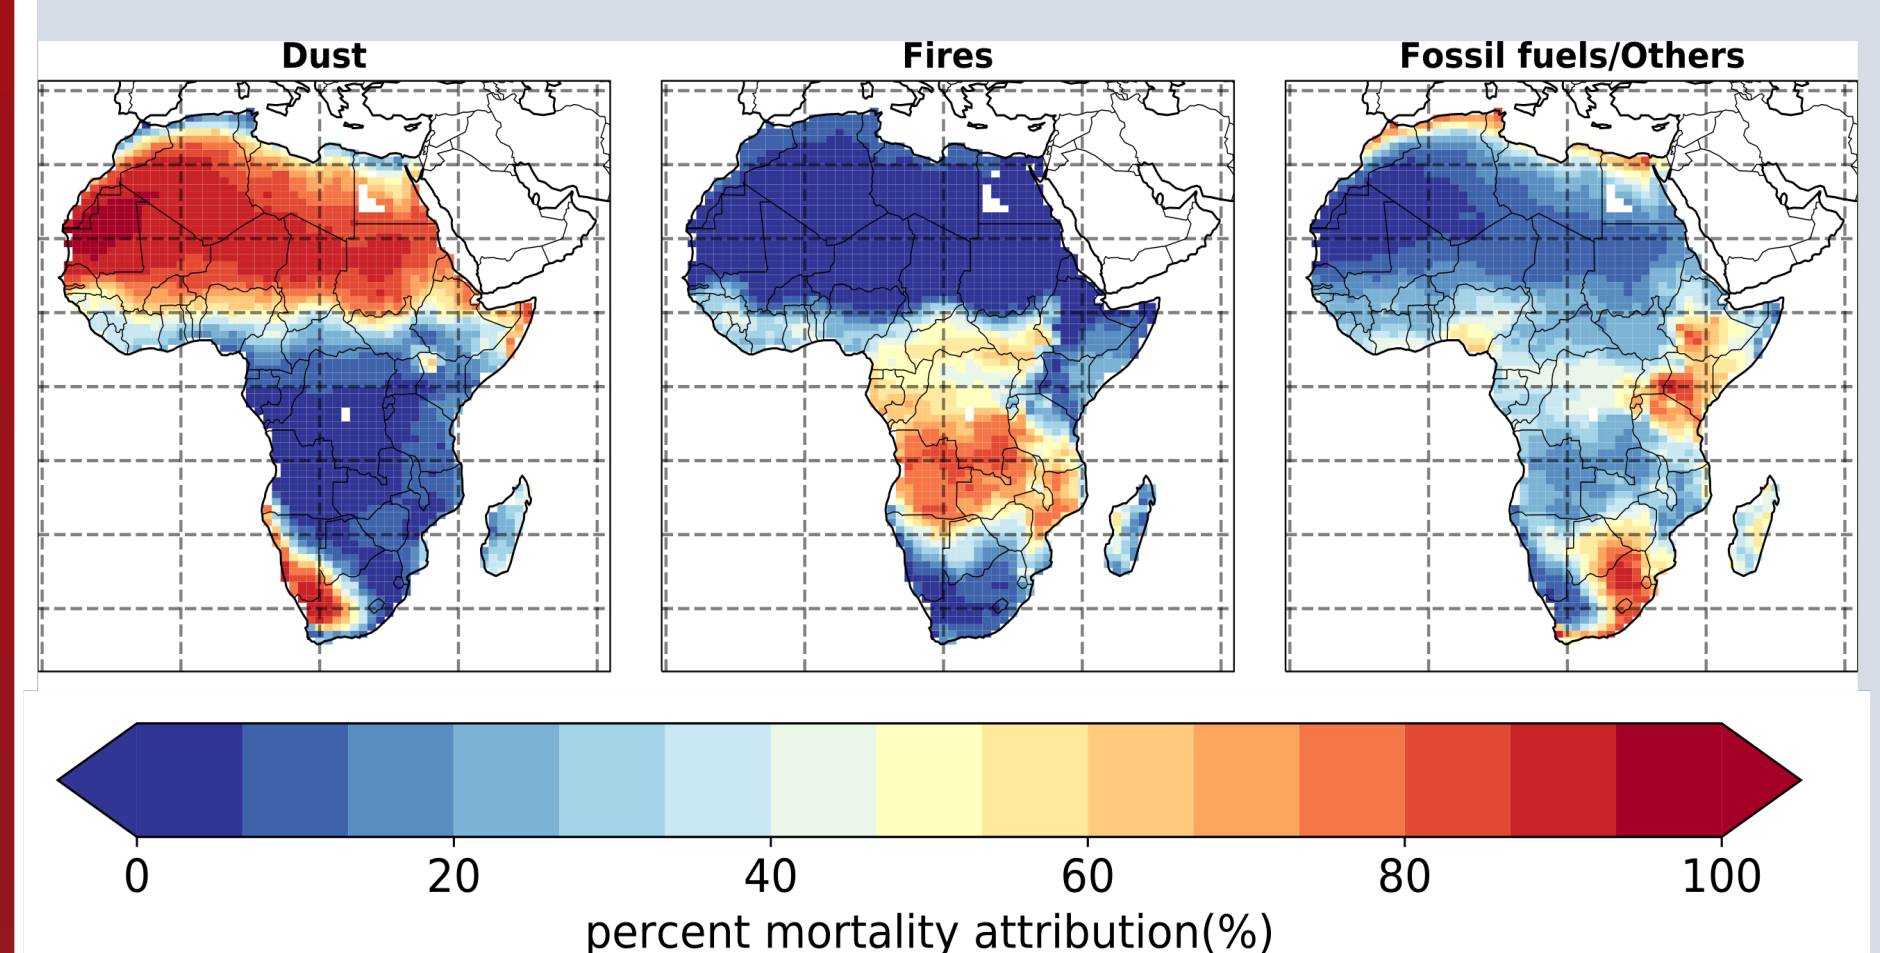 Dust
Fires
Fossil fuels/Others
0 20 40 60 80 100
percent mortality attribution(%)